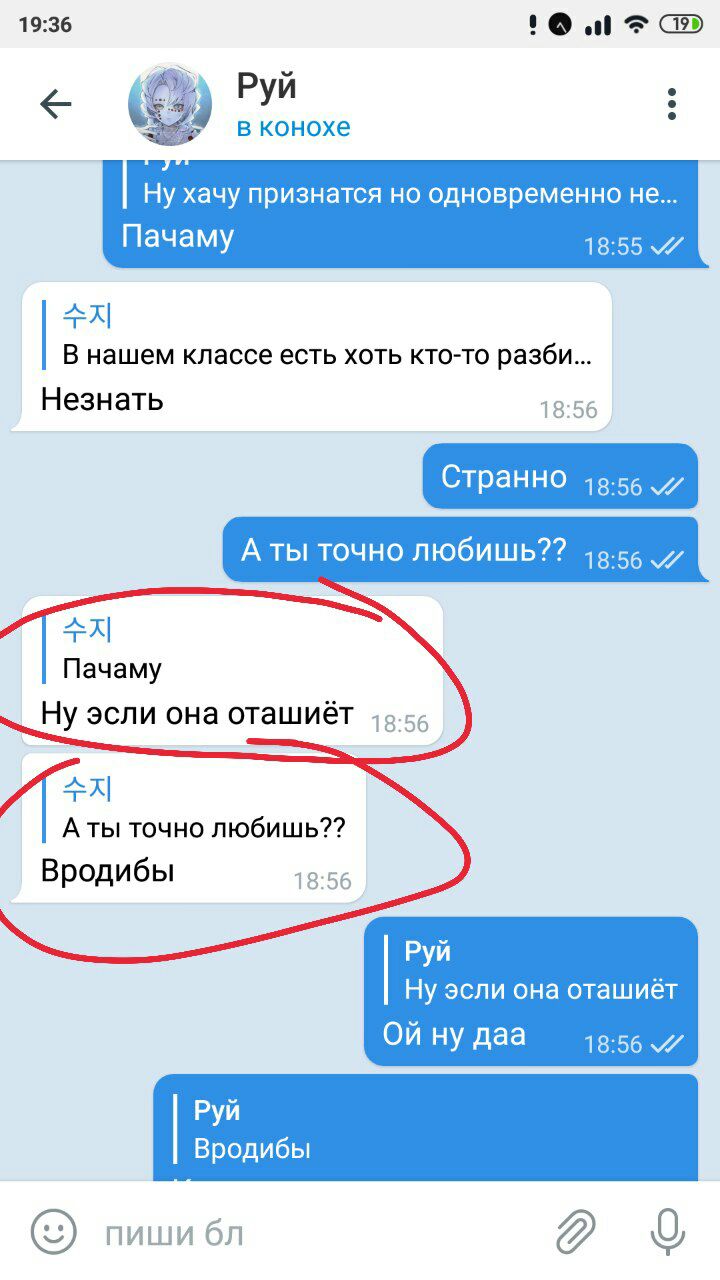 19:36
19
Руй
в конохе
Ну хачу признатся но одновременно не...
Пачаму
18:55
수지
В нашем классе есть хоть кто-то разби...
Незнать
18:56
Странно 18:56
А ты точно любишь?? 18:56
수지
Пачаму
Ну эсли она оташиёт 18:56
수지
А ты точно любишь??
Вродибы 18:56
Руй
Ну эсли она оташиёт
Ой ну даа 18:56
Руй
Вродибы
пиши бл